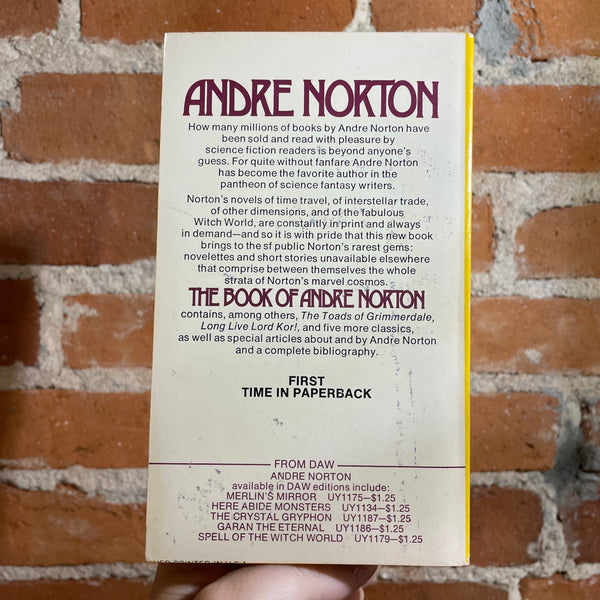 ANDRE NORTON
How many millions of books by Andre Norton have
been sold and read with pleasure by
science fiction readers is beyond anyone's
guess. For quite without fanfare Andre Norton
has become the favorite author in the
pantheon of science fantasy writers.
Norton's novels of time travel, of interstellar trade,
of other dimensions, and of the fabulous
Witch World, are constantly in print and always
in demand—and so it is with pride that this new book
brings to the sf public Norton's rarest gems:
novelettes and short stories unavailable elsewhere
that comprise between themselves the whole
strata of Norton's marvel cosmos.
THE BOOK OF ANDRE NORTON
contains, among others, The Toads of Grimmerdale,
Long Live Lord Kor!, and five more classics,
as well as special articles about and by Andre Norton
and a complete bibliography.
FIRST
TIME IN PAPERBACK
FROM DAW
ANDRE NORTON
available in DAW editions include:
MERLIN'S MIRROR UY1175—$1.25
HERE ABIDE MONSTERS UY1134—$1.25
THE CRYSTAL GRYPHON UY1187—$1.25
GARAN THE ETERNAL UY1186—$1.25
SPELL OF THE WITCH WORLD UY1179—$1.25
PRINTED IN U.S.A.